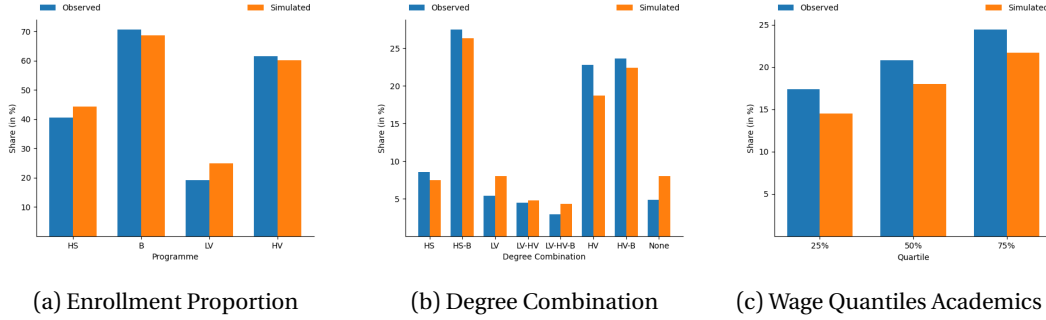 Observed Simulated
Share (in %)
70
60
50
40
30
20
10
HS B LV HV
Programme
(a) Enrollment Proportion
Observed Simulated
Share (in %)
25
20
15
10
5
HS HS-B LV LV-HV LV-HV-B HV HV-B None
Degree Combination
(b) Degree Combination
Observed Simulated
Share (in %)
25
20
15
10
5
25% 50% 75%
Quartile
(c) Wage Quantiles Academics